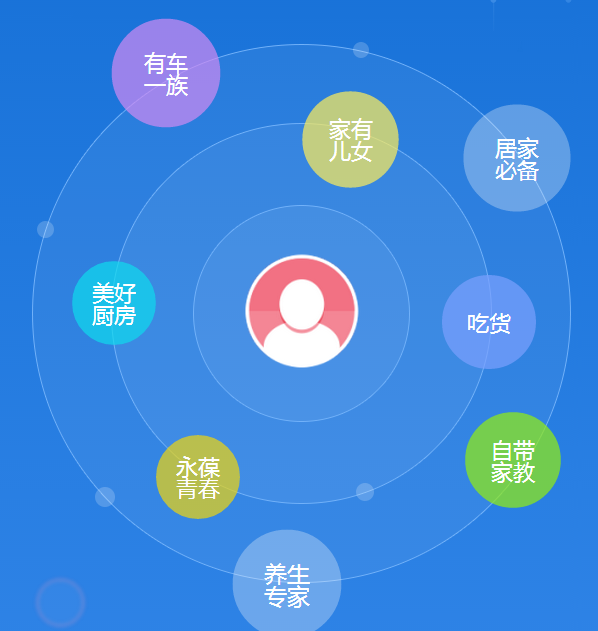 有车
一族
家有
儿女
居家
必备
美好
厨房
吃货
自带
家教
永葆
青春
养生
专家